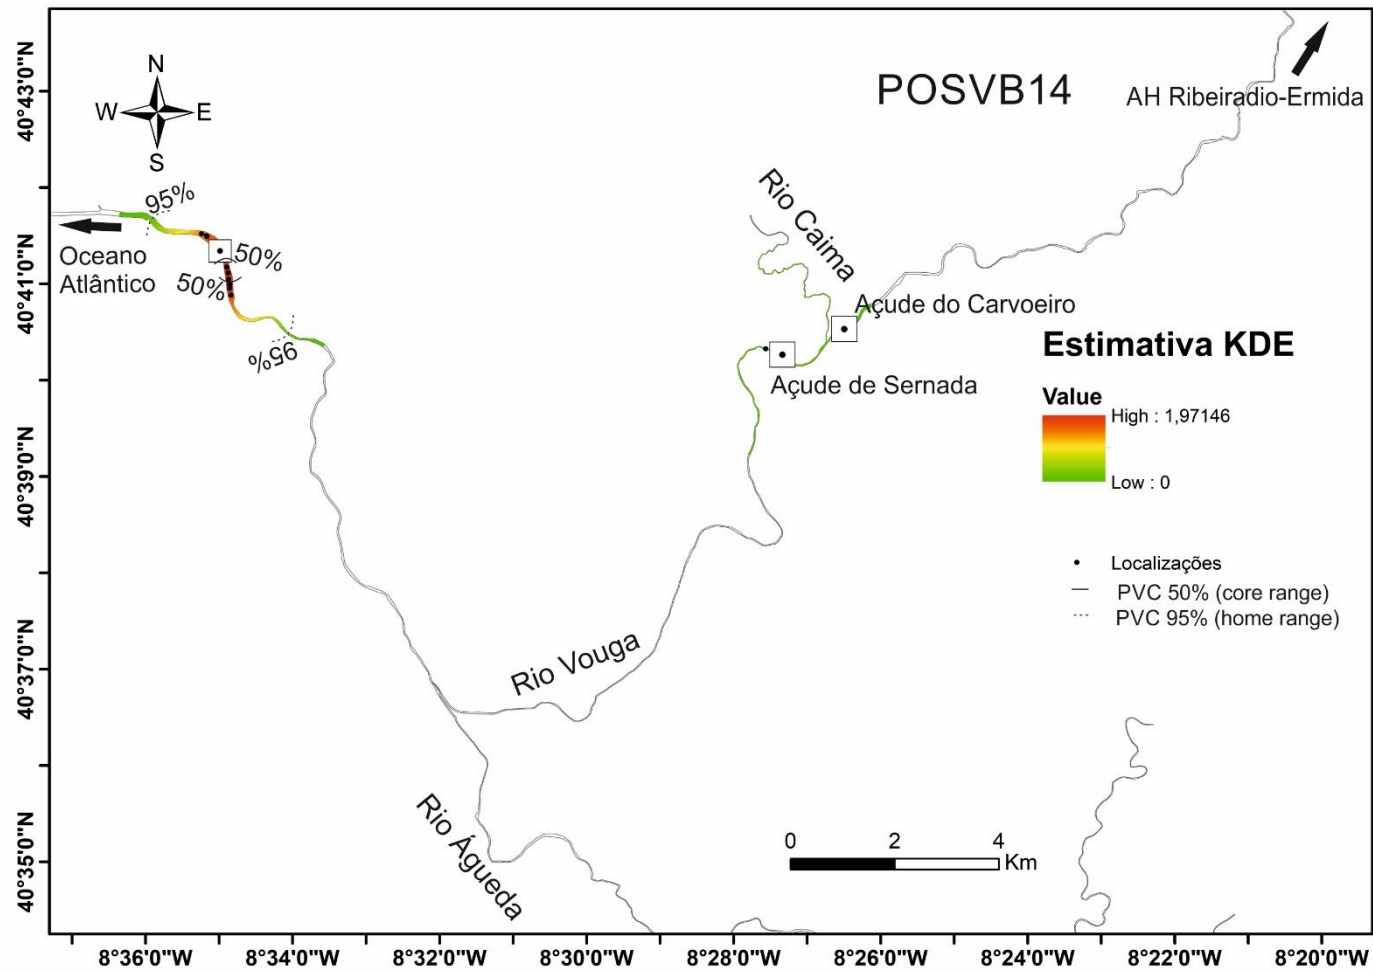 POSVB14
AH Ribeiradio-Ermida
N
W
E
S
40°43'0"N
40°41'0"N
40°39'0"N
40°37'0"N
40°35'0"N
95%
50%
50%
95%
Oceano
Atlântico
Rio Caima
Açude do Carvoeiro
Açude de Sernada
Estimativa KDE
Value
High : 1,97146
Low : 0
Localizações
PVC 50% (core range)
PVC 95% (home range)
Rio Vouga
Rio Águeda
0 2 4
Km
8°36'0"W 8°34'0"W 8°32'0"W 8°30'0"W 8°28'0"W 8°26'0"W 8°24'0"W 8°22'0"W 8°20'0"W